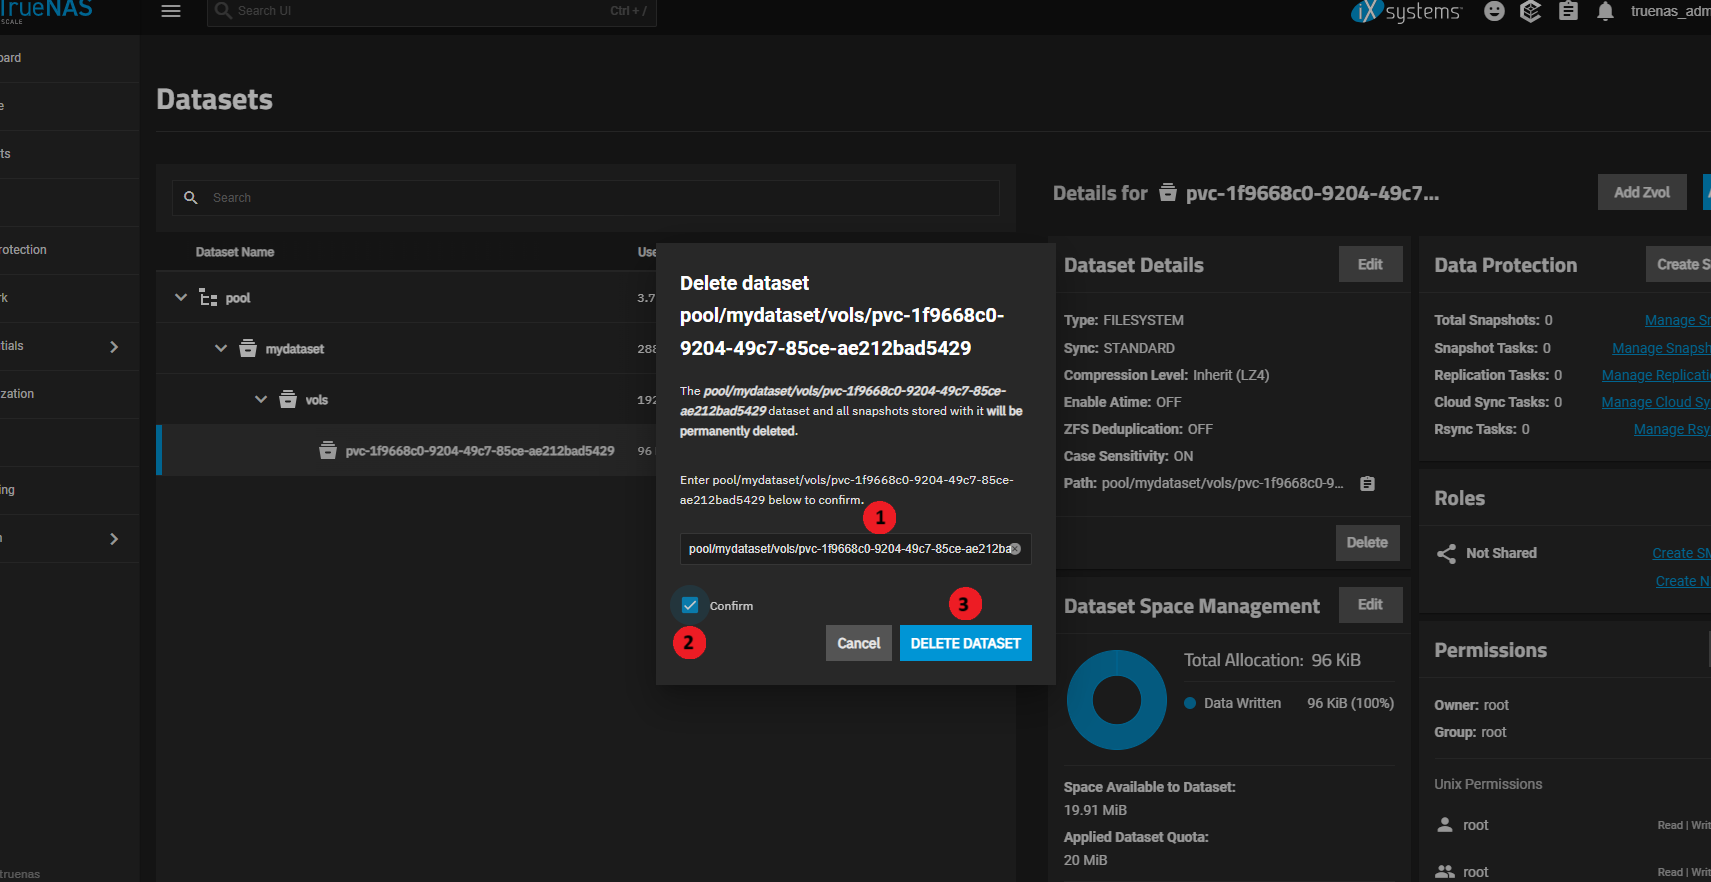 TrueNAS
SCALE
Search UI
Ctrl + /
iXsystems
truenas_adm
oard
e
ts
rotection
rk
tials
zation
ing
n
truenas
Datasets
Search
Dataset Name
Use
pool
3.7
mydataset
288
vols
192
pvc-1f9668c0-9204-49c7-85ce-ae212bad5429
96
Delete dataset
pool/mydataset/vols/pvc-1f9668c0-
9204-49c7-85ce-ae212bad5429
The pool/mydataset/vols/pvc-1f9668c0-9204-49c7-85ce-
ae212bad5429 dataset and all snapshots stored with it will be
permanently deleted.
Enter pool/mydataset/vols/pvc-1f9668c0-9204-49c7-85ce-
ae212bad5429 below to confirm.
1
pool/mydataset/vols/pvc-1f9668c0-9204-49c7-85ce-ae212ba
Confirm
2
3
Cancel
DELETE DATASET
Details for pvc-1f9668c0-9204-49c7...
Add Zvol
Dataset Details
Edit
Type: FILESYSTEM
Sync: STANDARD
Compression Level: Inherit (LZ4)
Enable Atime: OFF
ZFS Deduplication: OFF
Case Sensitivity: ON
Path: pool/mydataset/vols/pvc-1f9668c0-9...
Delete
Dataset Space Management
Edit
Total Allocation: 96 KiB
Data Written
96 KiB (100%)
Space Available to Dataset:
19.91 MiB
Applied Dataset Quota:
20 MiB
Data Protection
Create S
Total Snapshots: 0
Manage Sn
Snapshot Tasks: 0
Manage Snapsh
Replication Tasks: 0
Manage Replicati
Cloud Sync Tasks: 0
Manage Cloud Sy
Rsync Tasks: 0
Manage Rsy
Roles
Not Shared
Create SM
Create N
Permissions
Owner: root
Group: root
Unix Permissions
root
Read | Writ
root
Read | Writ